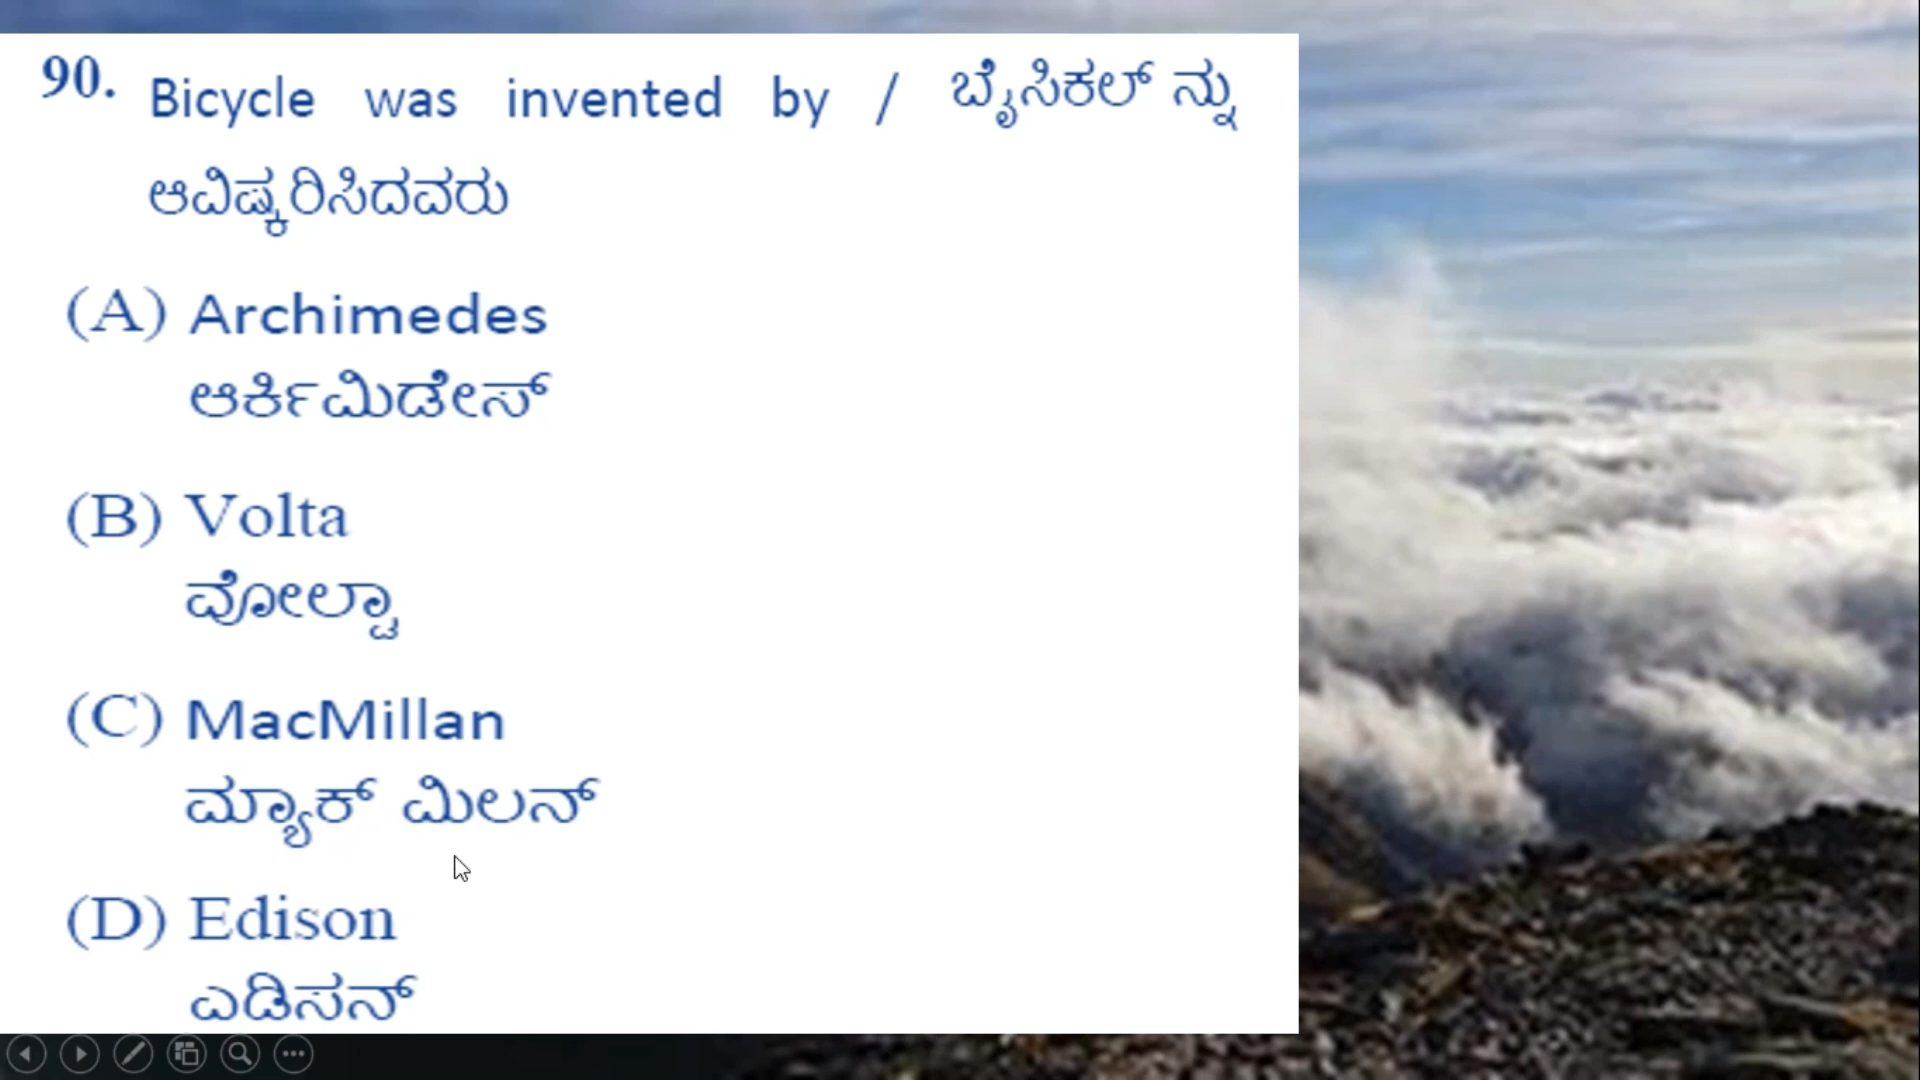 90. Bicycle was invented by / ಬೈಸಿಕಲ್ ನ್ನು
ಆವಿಷ್ಕರಿಸಿದವರು
(A) Archimedes
ಆರ್ಕಿಮಿಡೇಸ್
(B) Volta
ವೋಲ್ಟಾ
(C) MacMillan
ಮ್ಯಾಕ್ ಮಿಲನ್
(D) Edison
ಎಡಿಸನ್